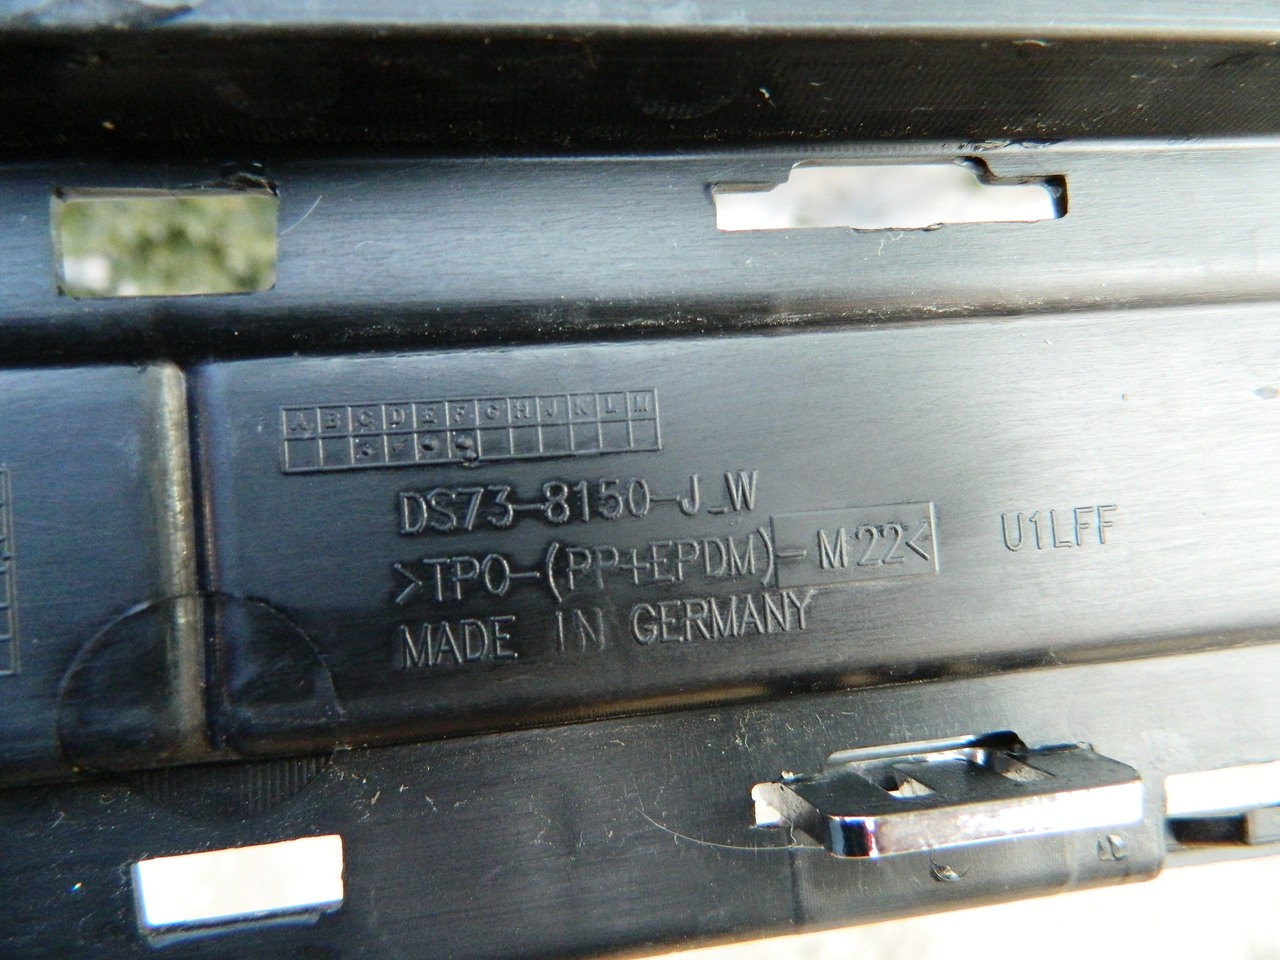 A B C D E F G H J K L M
DS73-8150-J_W
>TPO-(PP+EPDM)-M22< U1LFF
MADE IN GERMANY